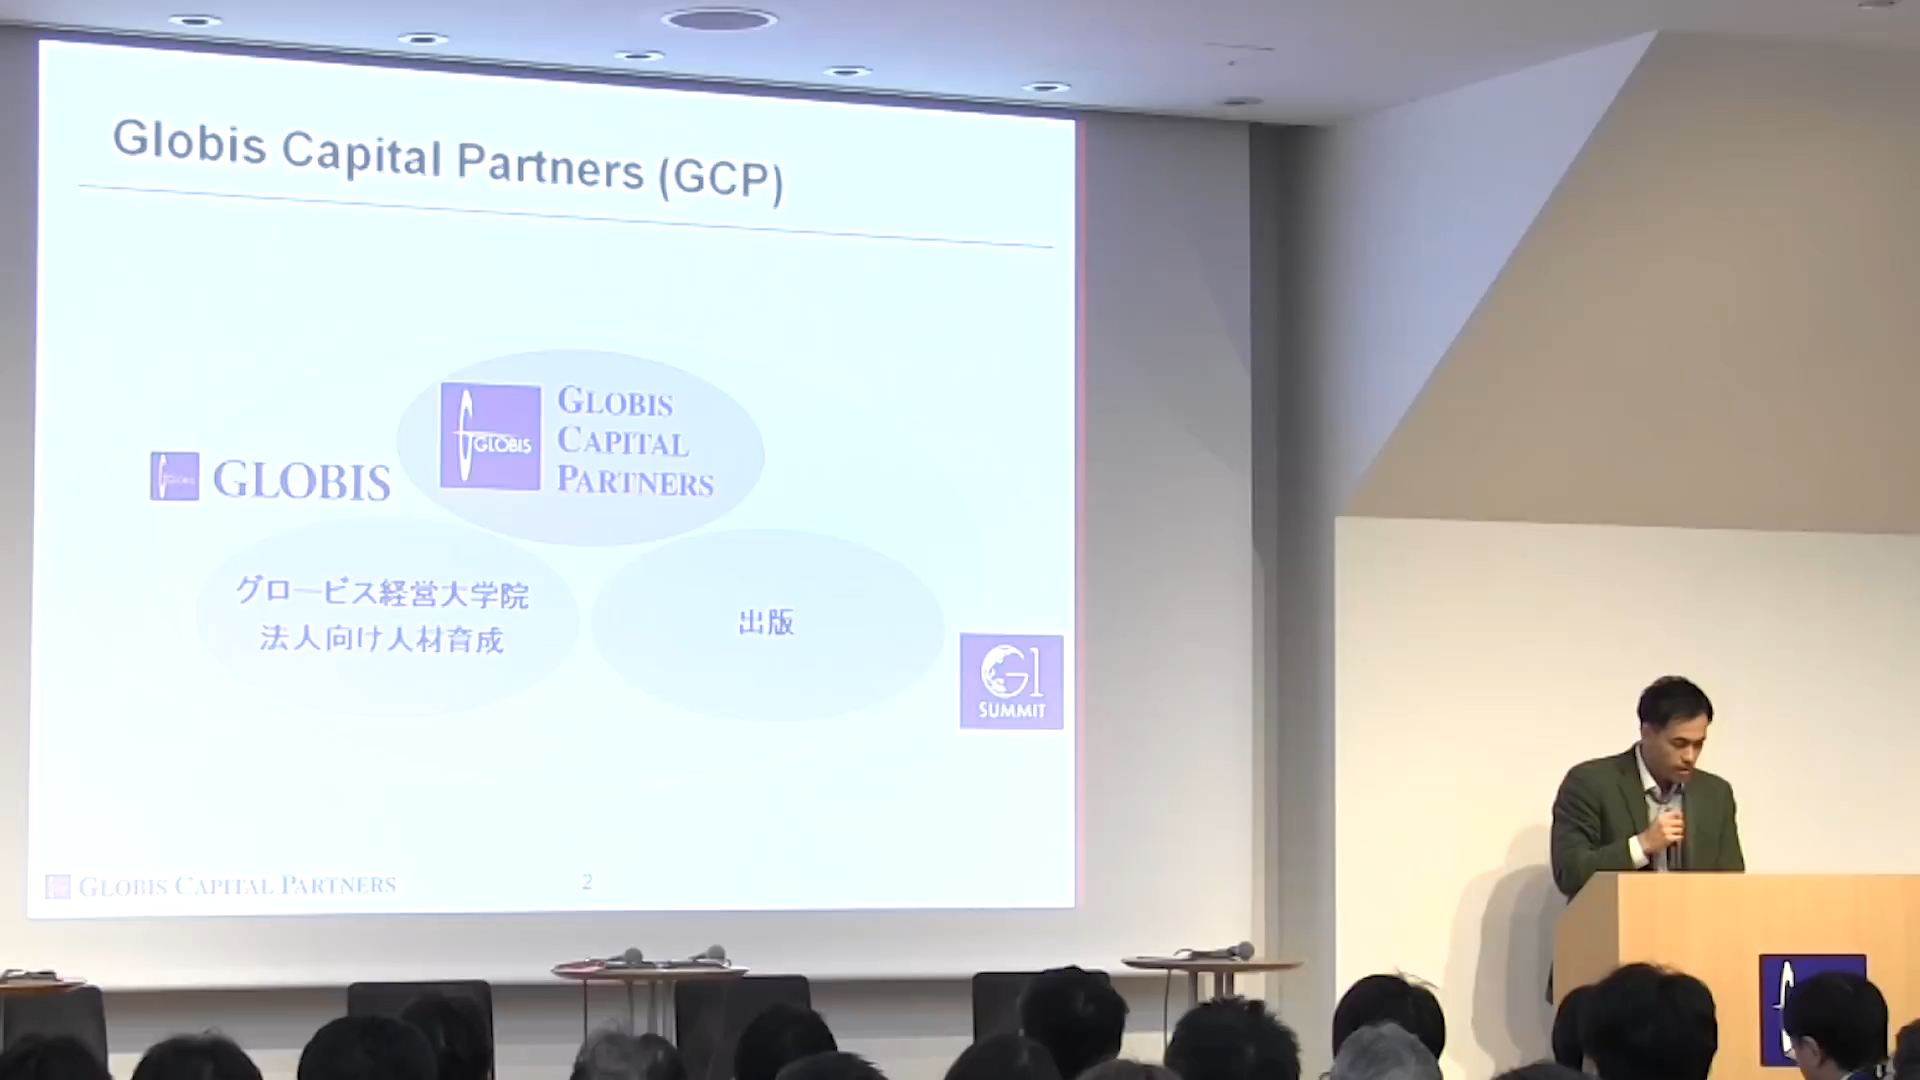 Globis Capital Partners (GCP)
GLOBIS
GLOBIS
CAPITAL
PARTNERS
GLOBIS
グロービス経営大学院
法人向け人材育成
出版
G1
SUMMIT
GLOBIS CAPITAL PARTNERS
2